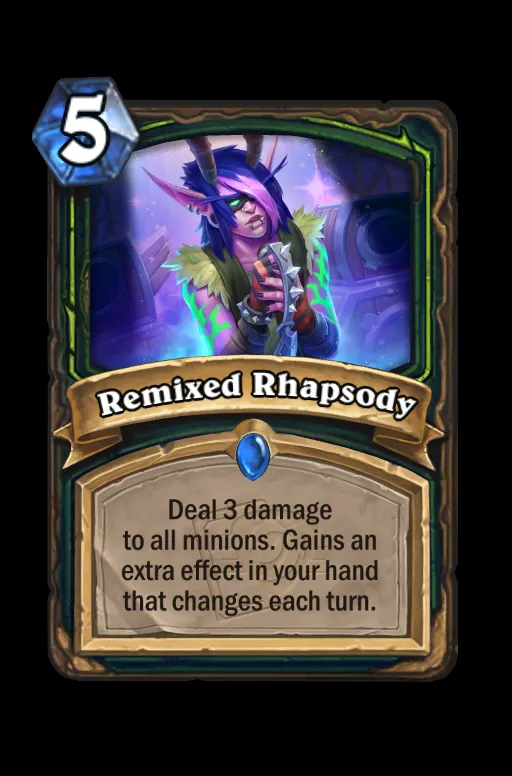 5
Remixed Rhapsody
Deal 3 damage
to all minions. Gains an
extra effect in your hand
that changes each turn.